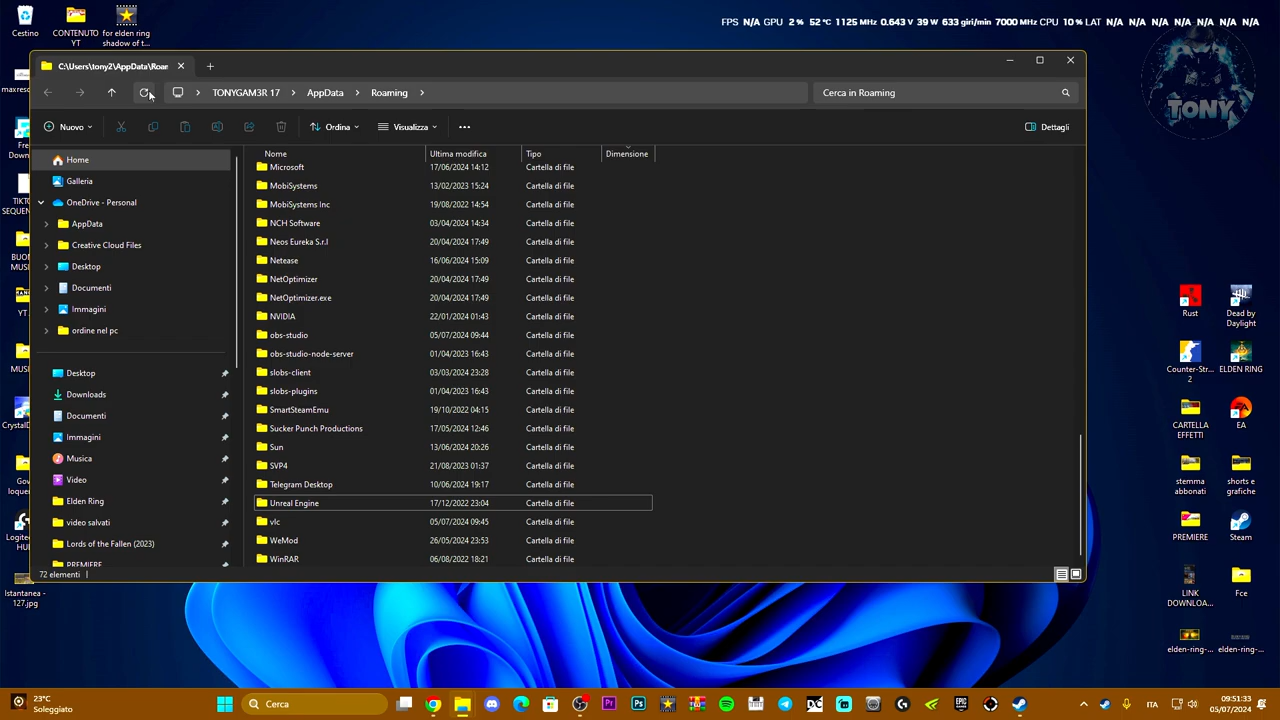 FPS N/A GPU 2 % 52 °C 1125 MHz 0.643 V 39 W 633 giri/min 7000 MHz CPU 10 % LAT N/A N/A N/A N/A N/A N/A
Cestino
CONTENUTO YT
for elden ring shadow of t...
TONY
C:\Users\tony2\AppData\Roar
TONYGAM3R 17
AppData
Roaming
Cerca in Roaming
Nuovo
Ordina
Visualizza
Dettagli
Nome
Ultima modifica
Tipo
Dimensione
Home
Galleria
OneDrive - Personal
AppData
Creative Cloud Files
Desktop
Documenti
Immagini
ordine nel pc
Desktop
Downloads
Documenti
Immagini
Musica
Video
Elden Ring
video salvati
Lords of the Fallen (2023)
PREMIERE
Microsoft 17/06/2024 14:12 Cartella di file
MobiSystems 13/02/2023 15:24 Cartella di file
MobiSystems Inc 19/08/2022 14:54 Cartella di file
NCH Software 03/04/2024 14:34 Cartella di file
Neos Eureka S.r.l 20/04/2024 17:49 Cartella di file
Netease 16/06/2024 15:09 Cartella di file
NetOptimizer 20/04/2024 17:49 Cartella di file
NetOptimizer.exe 20/04/2024 17:49 Cartella di file
NVIDIA 22/01/2024 01:43 Cartella di file
obs-studio 05/07/2024 09:44 Cartella di file
obs-studio-node-server 01/04/2023 16:43 Cartella di file
slobs-client 03/03/2024 23:28 Cartella di file
slobs-plugins 01/04/2023 16:43 Cartella di file
SmartSteamEmu 19/10/2022 04:15 Cartella di file
Sucker Punch Productions 17/05/2024 12:46 Cartella di file
Sun 13/06/2024 20:26 Cartella di file
SVP4 21/08/2023 01:37 Cartella di file
Telegram Desktop 10/06/2024 19:17 Cartella di file
Unreal Engine 17/12/2022 23:04 Cartella di file
vlc 05/07/2024 09:45 Cartella di file
WeMod 26/05/2024 23:53 Cartella di file
WinRAR 06/08/2022 18:21 Cartella di file
72 elementi
maxresc
Free
Down
TIKT
SEQUEN
BUON
MUSI
YT
MUSI
CrystalD
Gov
loquer
Logitec
HUB
Istantanea -
127.jpg
Rust
Dead by
Daylight
Counter-Str...
2
ELDEN RING
CARTELLA
EFFETTI
EA
stemma
abbonati
shorts e
grafiche
PREMIERE
Steam
LINK
DOWNLOA...
Fce
elden-ring-...
elden-ring-...
23°C
Soleggiato
Cerca
ITA
09:51:33
05/07/2024